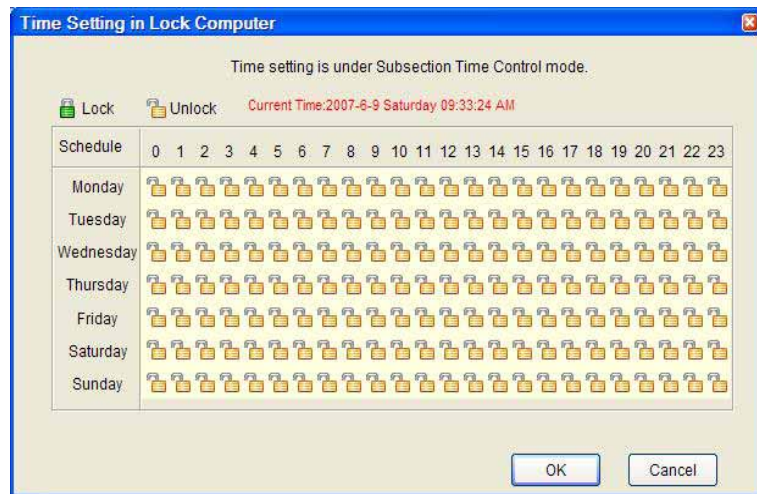 Time Setting in Lock Computer
Time setting is under Subsection Time Control mode.
Lock Unlock Current Time:2007-6-9 Saturday 09:33:24 AM
Schedule 0 1 2 3 4 5 6 7 8 9 10 11 12 13 14 15 16 17 18 19 20 21 22 23
Monday
Tuesday
Wednesday
Thursday
Friday
Saturday
Sunday
OK Cancel